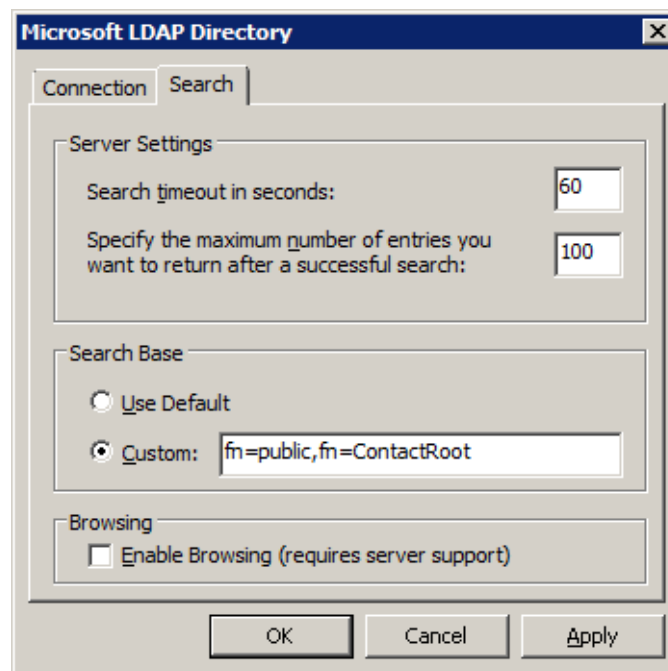 Microsoft LDAP Directory
Connection
Search
Server Settings
Search timeout in seconds:
60
Specify the maximum number of entries you
want to return after a successful search:
100
Search Base
Use Default
Custom:
fn=public,fn=ContactRoot
Browsing
Enable Browsing (requires server support)
OK
Cancel
Apply